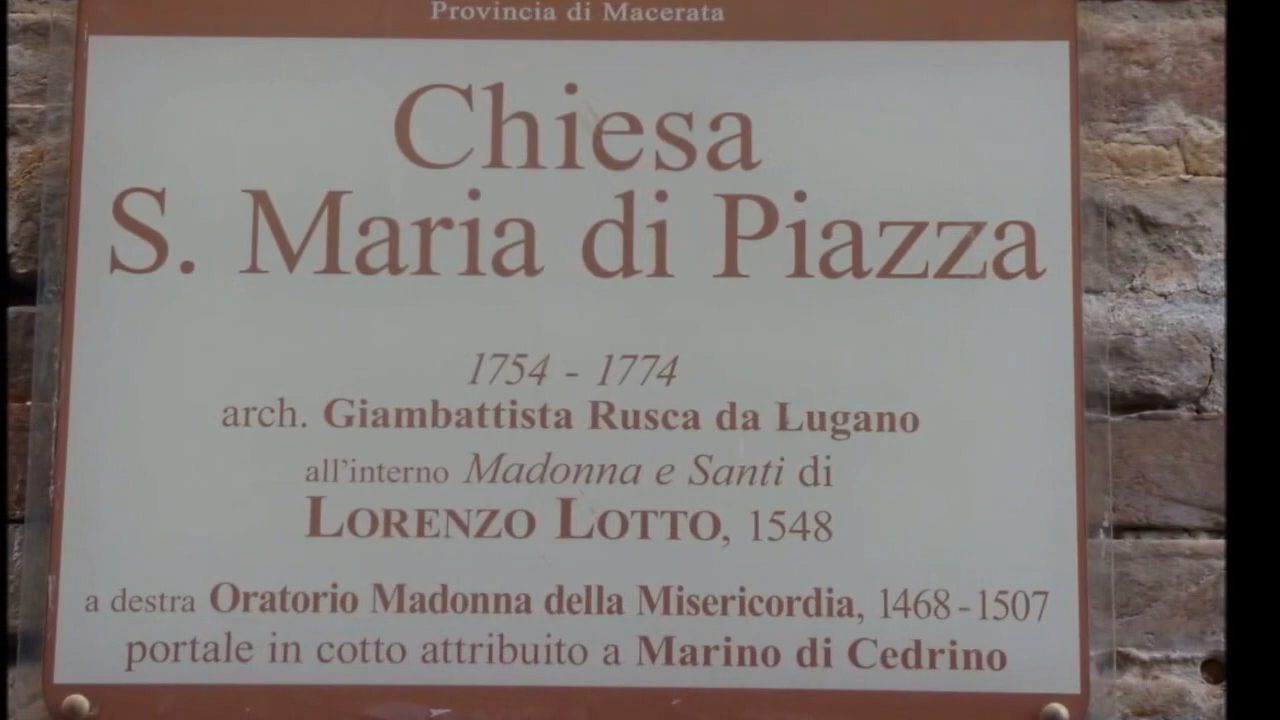 Provincia di Macerata
Chiesa
S. Maria di Piazza
1754 - 1774
arch. Giambattista Rusca da Lugano
all'interno Madonna e Santi di
LORENZO LOTTO, 1548
a destra Oratorio Madonna della Misericordia, 1468-1507
portale in cotto attribuito a Marino di Cedrino